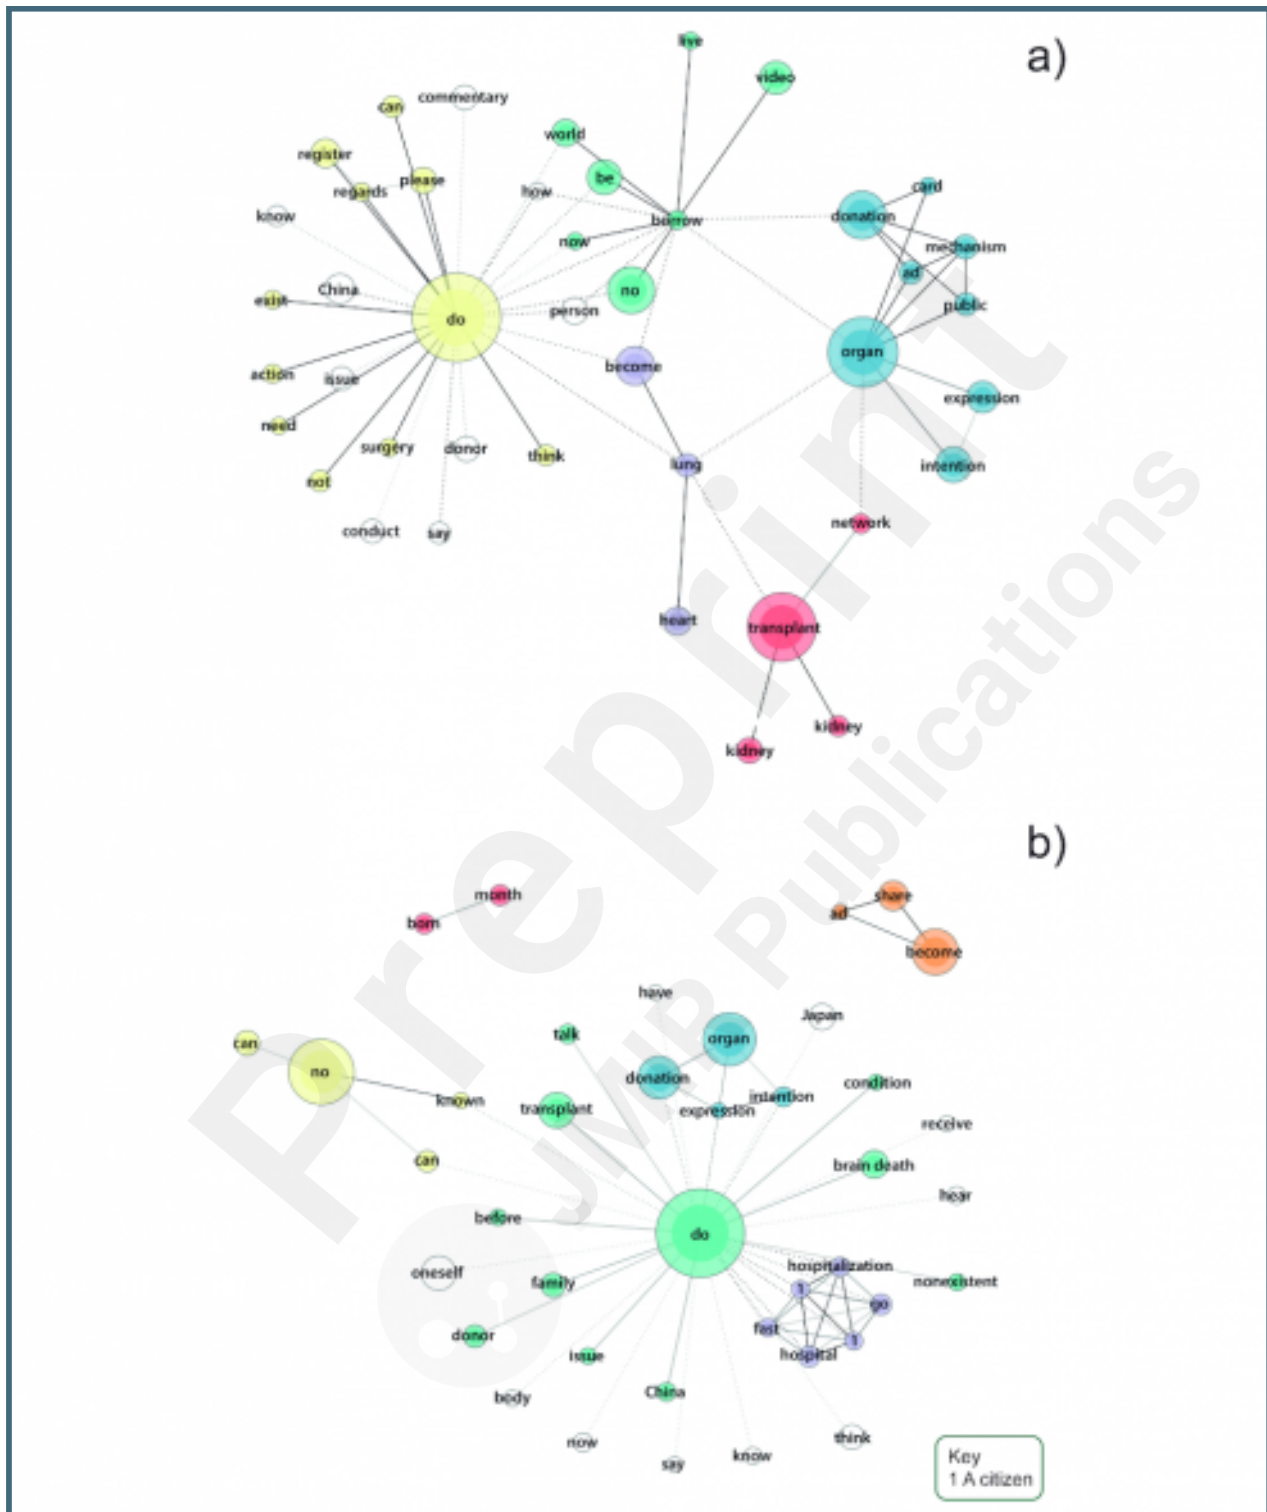 a)
live
video
can
commentary
world
register
please
regards
be
how
card
know
borrow
donation
now
mechanism
ad
China
no
exist
person
public
do
organ
become
action
issue
expression
need
surgery
donor
think
lung
intention
not
conduct
say
network
heart
transplant
kidney
kidney
b)
month
share
born
ad
become
have
Japan
talk
organ
can
no
donation
condition
known
transplant
expression
intention
receive
can
brain death
hear
before
do
oneself
family
hospitalization
nonexistent
1
go
fast
donor
1
issue
hospital
China
body
now
say
know
think
Key
1 A citizen
Preprint
JMIR Publications